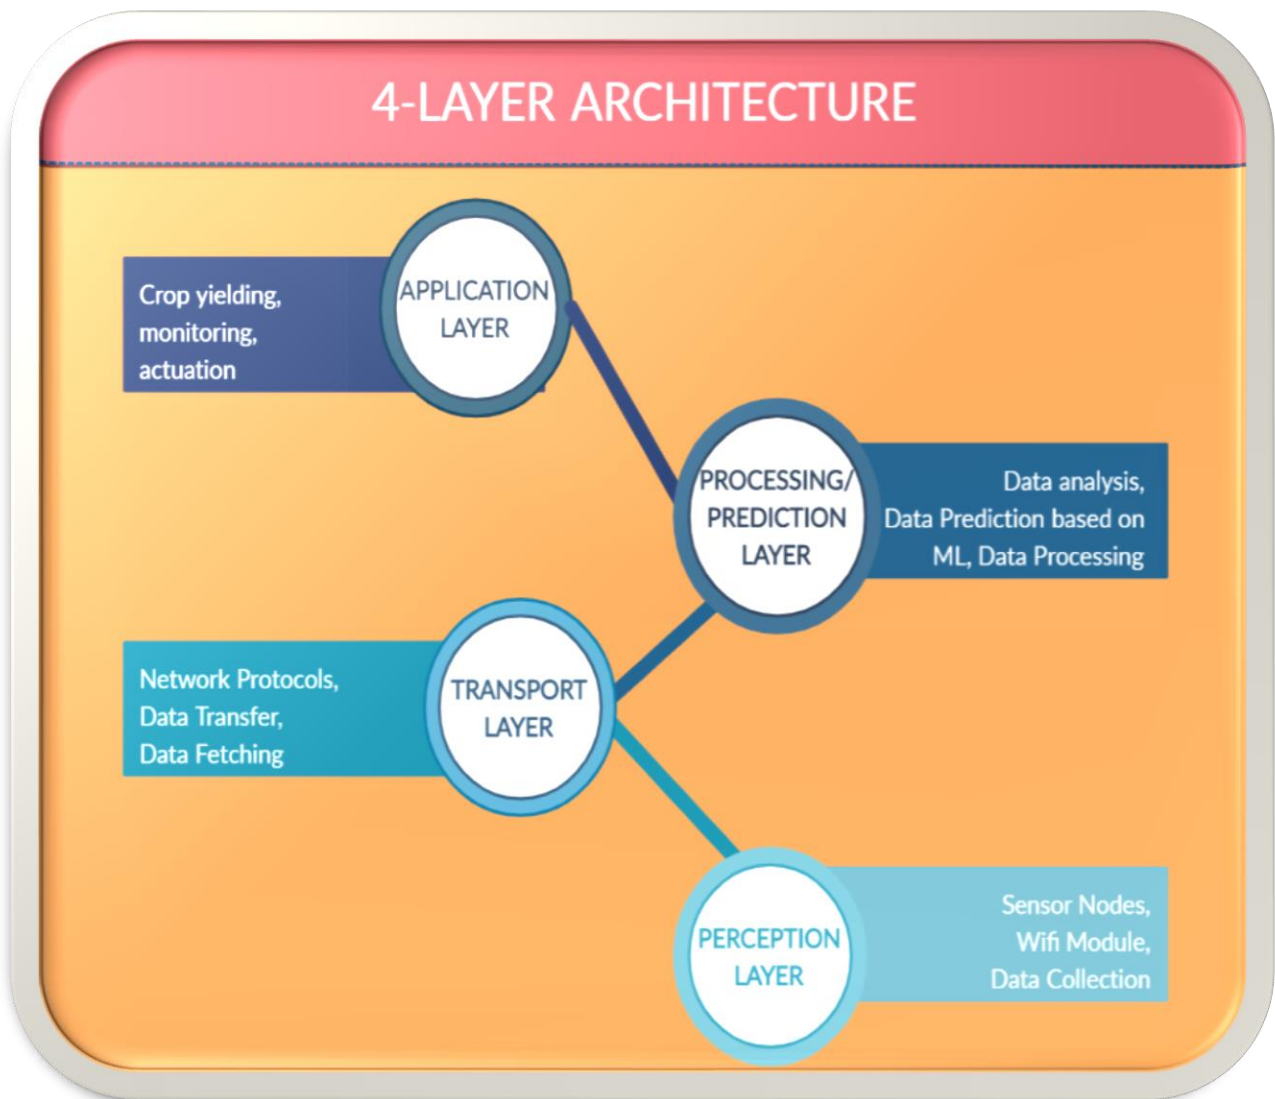 4-LAYER ARCHITECTURE
Crop yielding,
monitoring,
actuation
APPLICATION
LAYER
PROCESSING/
PREDICTION
LAYER
Data analysis,
Data Prediction based on
ML, Data Processing
Network Protocols,
Data Transfer,
Data Fetching
TRANSPORT
LAYER
PERCEPTION
LAYER
Sensor Nodes,
Wifi Module,
Data Collection